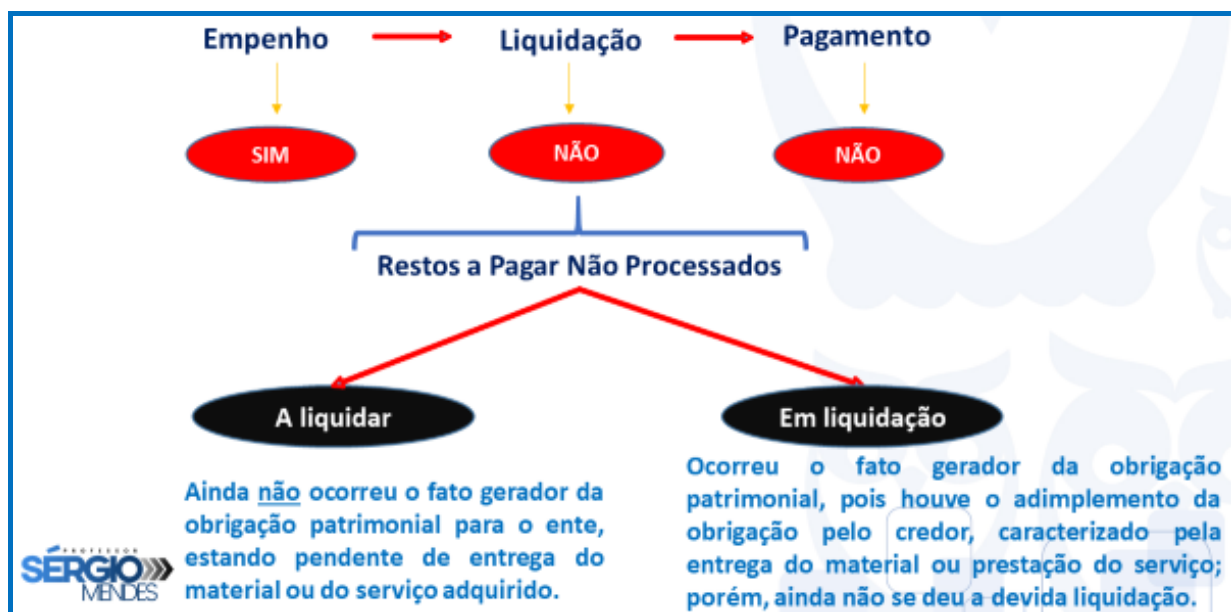 Empenho Liquidação Pagamento
SIM NÃO NÃO
Restos a Pagar Não Processados
A liquidar
Em liquidação
Ainda não ocorreu o fato gerador da
obrigação patrimonial para o ente,
estando pendente de entrega do
material ou do serviço adquirido.
Ocorreu o fato gerador da obrigação
patrimonial, pois houve o adimplemento da
obrigação pelo credor, caracterizado pela
entrega do material ou prestação do serviço;
porém, ainda não se deu a devida liquidação.
PROFESSOR
SÉRGIO
MENDES